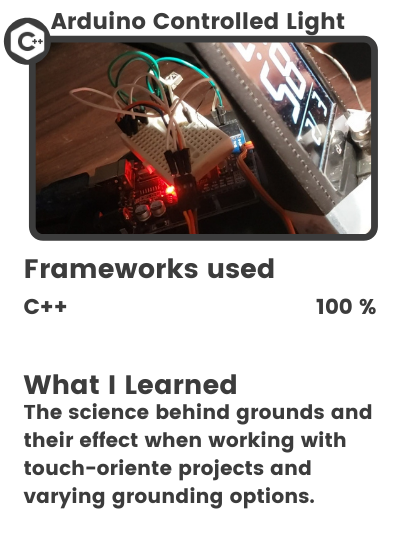 Arduino Controlled Light
C++
Frameworks used
C++ 100 %
What I Learned
The science behind grounds and
their effect when working with
touch-oriente projects and
varying grounding options.